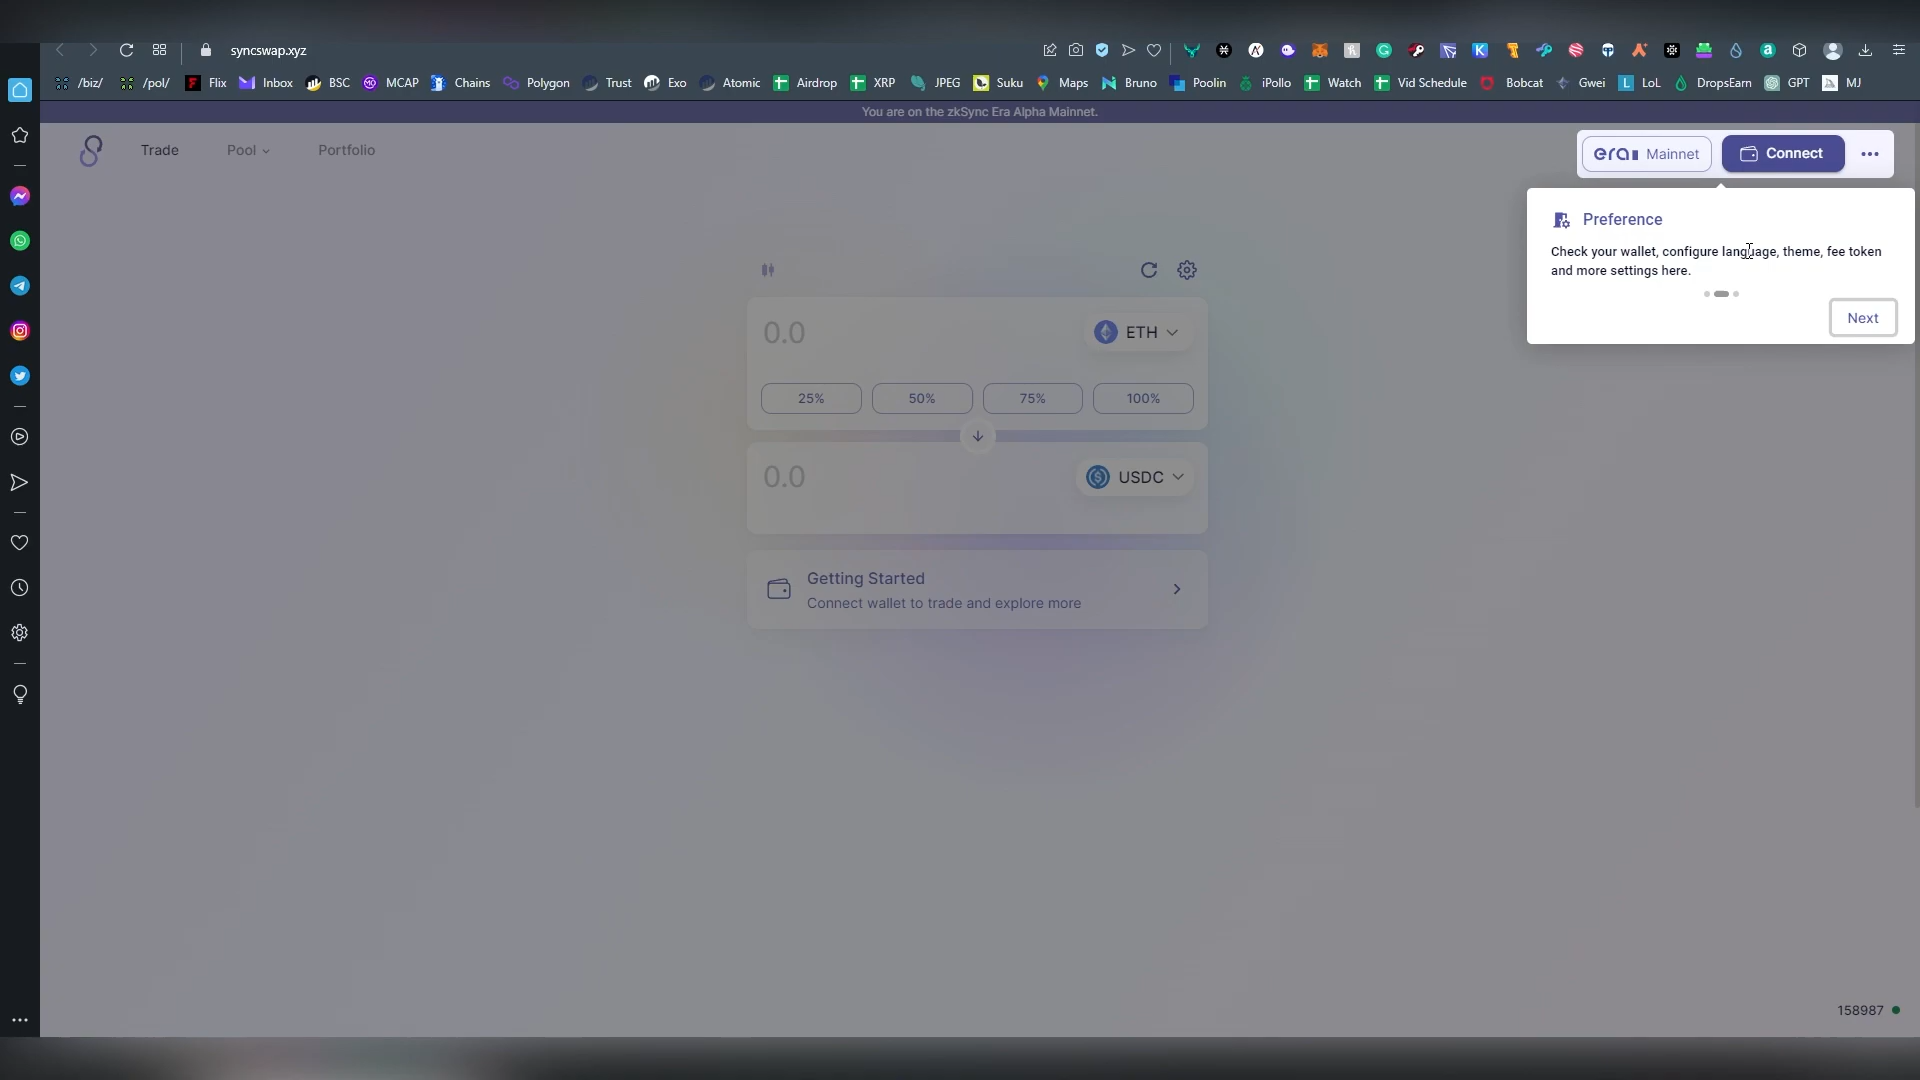 syncswap.xyz
/biz/ /pol/ Flix Inbox BSC MCAP Chains Polygon Trust Exo Atomic Airdrop XRP JPEG Suku Maps Bruno Poolin iPollo Watch Vid Schedule Bobcat Gwei LoL DropsEarn GPT MJ
You are on the zkSync Era Alpha Mainnet.
Trade Pool Portfolio
era Mainnet Connect
Preference
Check your wallet, configure language, theme, fee token
and more settings here.
Next
0.0 ETH
25% 50% 75% 100%
0.0 USDC
Getting Started
Connect wallet to trade and explore more
158987